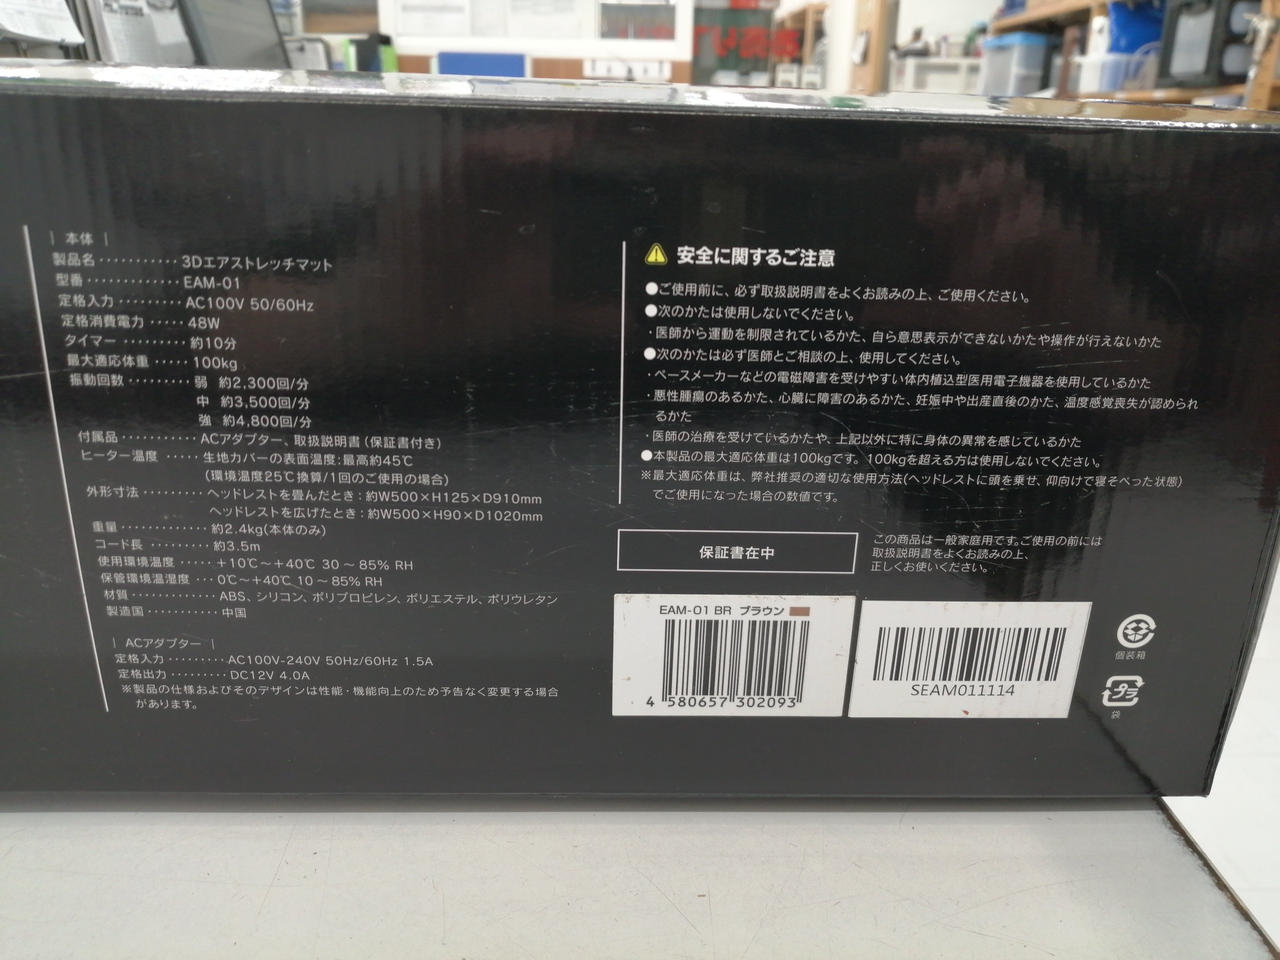 | 本体 |
製品名 ··········· 3Dエアストレッチマット
型番 ············· EAM-01
定格入力 ········· AC100V 50/60Hz
定格消費電力 ····· 48W
タイマー ········· 約10分
最大適応体重 ····· 100kg
振動回数 ········· 弱 約2,300回/分
中 約3,500回/分
強 約4,800回/分
付属品 ··········· ACアダプター、取扱説明書(保証書付き)
ヒーター温度 ····· 生地カバーの表面温度:最高約45℃
(環境温度25℃換算/1回のご使用の場合)
外形寸法 ········· ヘッドレストを畳んだとき:約W500×H125×D910mm
ヘッドレストを広げたとき:約W500×H90×D1020mm
重量 ············· 約2.4kg(本体のみ)
コード長 ········· 約3.5m
使用環境温度 ····· +10℃~+40℃ 30~85% RH
保管環境温湿度 ··· 0℃~+40℃ 10~85% RH
材質 ············· ABS、シリコン、ポリプロピレン、ポリエステル、ポリウレタン
製造国 ··········· 中国
| ACアダプター |
定格入力 ········· AC100V-240V 50Hz/60Hz 1.5A
定格出力 ········· DC12V 4.0A
※製品の仕様およびそのデザインは性能・機能向上のため予告なく変更する場合
があります。
安全に関するご注意
●ご使用前に、必ず取扱説明書をよくお読みの上、ご使用ください。
●次のかたは使用しないでください。
・医師から運動を制限されているかた、自ら意思表示ができないかたや操作が行えないかた
●次のかたは必ず医師とご相談の上、使用してください。
・ペースメーカーなどの電磁障害を受けやすい体内植込型医用電子機器を使用しているかた
・悪性腫瘍のあるかた、心臓に障害のあるかた、妊娠中や出産直後のかた、温度感覚喪失が認められ
るかた
・医師の治療を受けているかたや、上記以外に特に身体の異常を感じているかた
●本製品の最大適応体重は100kgです。100kgを超える方は使用しないでください。
※最大適応体重は、弊社推奨の適切な使用方法(ヘッドレストに頭を乗せ、仰向けで寝そべった状態)
でご使用になった場合の数値です。
保証書在中
この商品は一般家庭用です。ご使用の前には
取扱説明書をよくお読みの上、
正しくお使いください。
EAM-01 BR ブラウン
4 580657 302093
SEAM011114
個装箱
プラ
袋